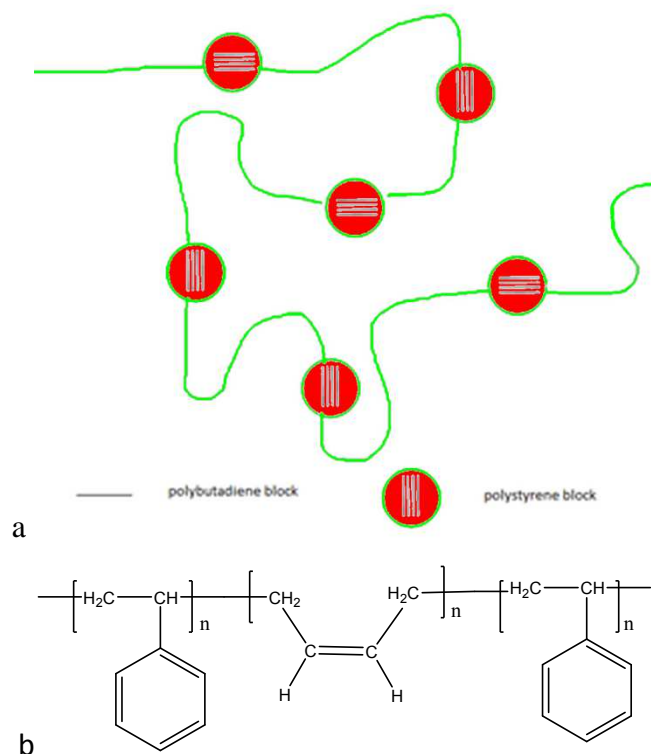 polybutadiene block
polystyrene block
a
H₂C CH n CH₂ H₂C n H₂C CH n
C C
H H
b